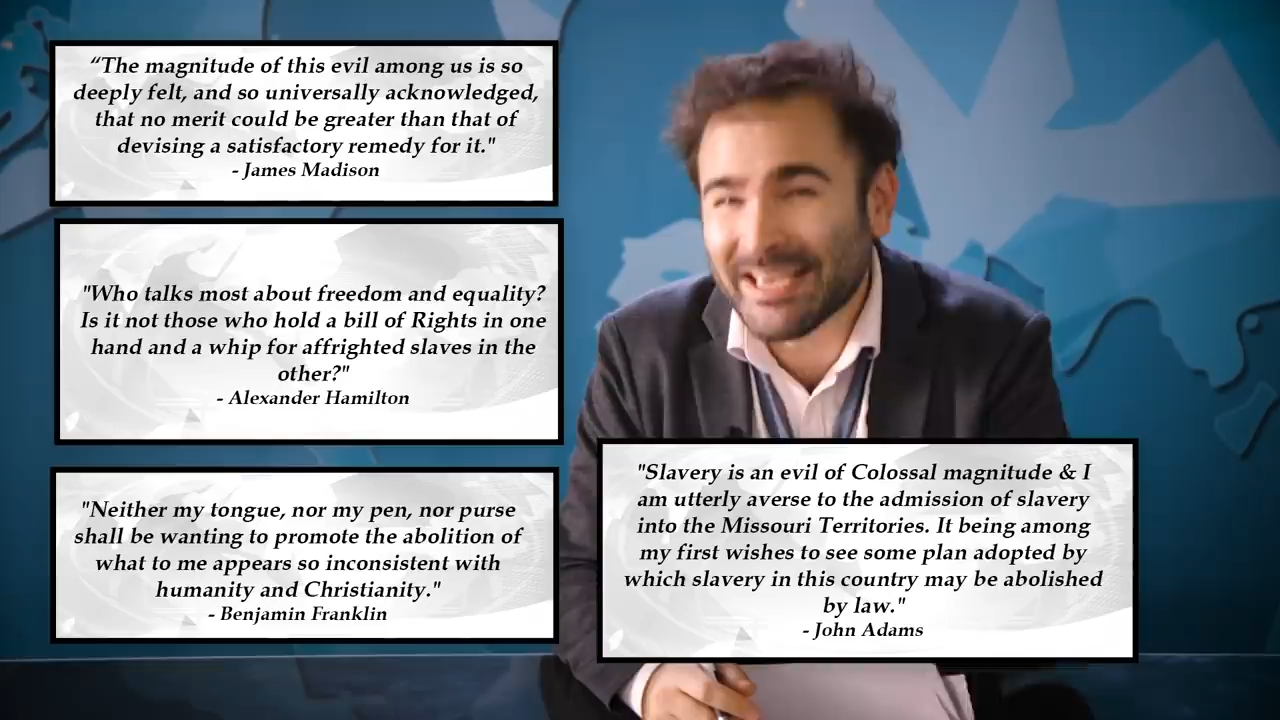 “The magnitude of this evil among us is so
deeply felt, and so universally acknowledged,
that no merit could be greater than that of
devising a satisfactory remedy for it."
- James Madison
"Who talks most about freedom and equality?
Is it not those who hold a bill of Rights in one
hand and a whip for affrighted slaves in the
other?"
- Alexander Hamilton
"Neither my tongue, nor my pen, nor purse
shall be wanting to promote the abolition of
what to me appears so inconsistent with
humanity and Christianity."
- Benjamin Franklin
"Slavery is an evil of Colossal magnitude & I
am utterly averse to the admission of slavery
into the Missouri Territories. It being among
my first wishes to see some plan adopted by
which slavery in this country may be abolished
by law."
- John Adams